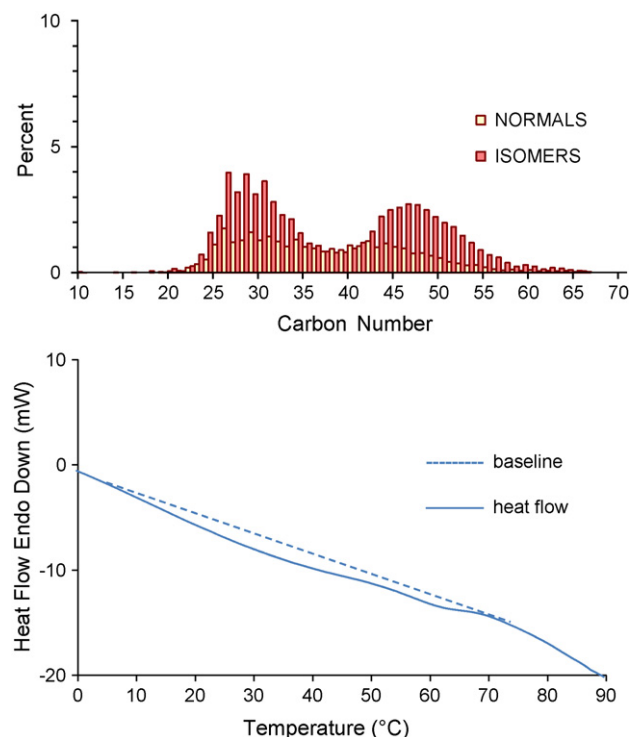 10
5
0
Percent
NORMALS
ISOMERS
10 15 20 25 30 35 40 45 50 55 60 65 70
Carbon Number
10
0
-10
-20
Heat Flow Endo Down (mW)
baseline
heat flow
0 10 20 30 40 50 60 70 80 90
Temperature (°C)